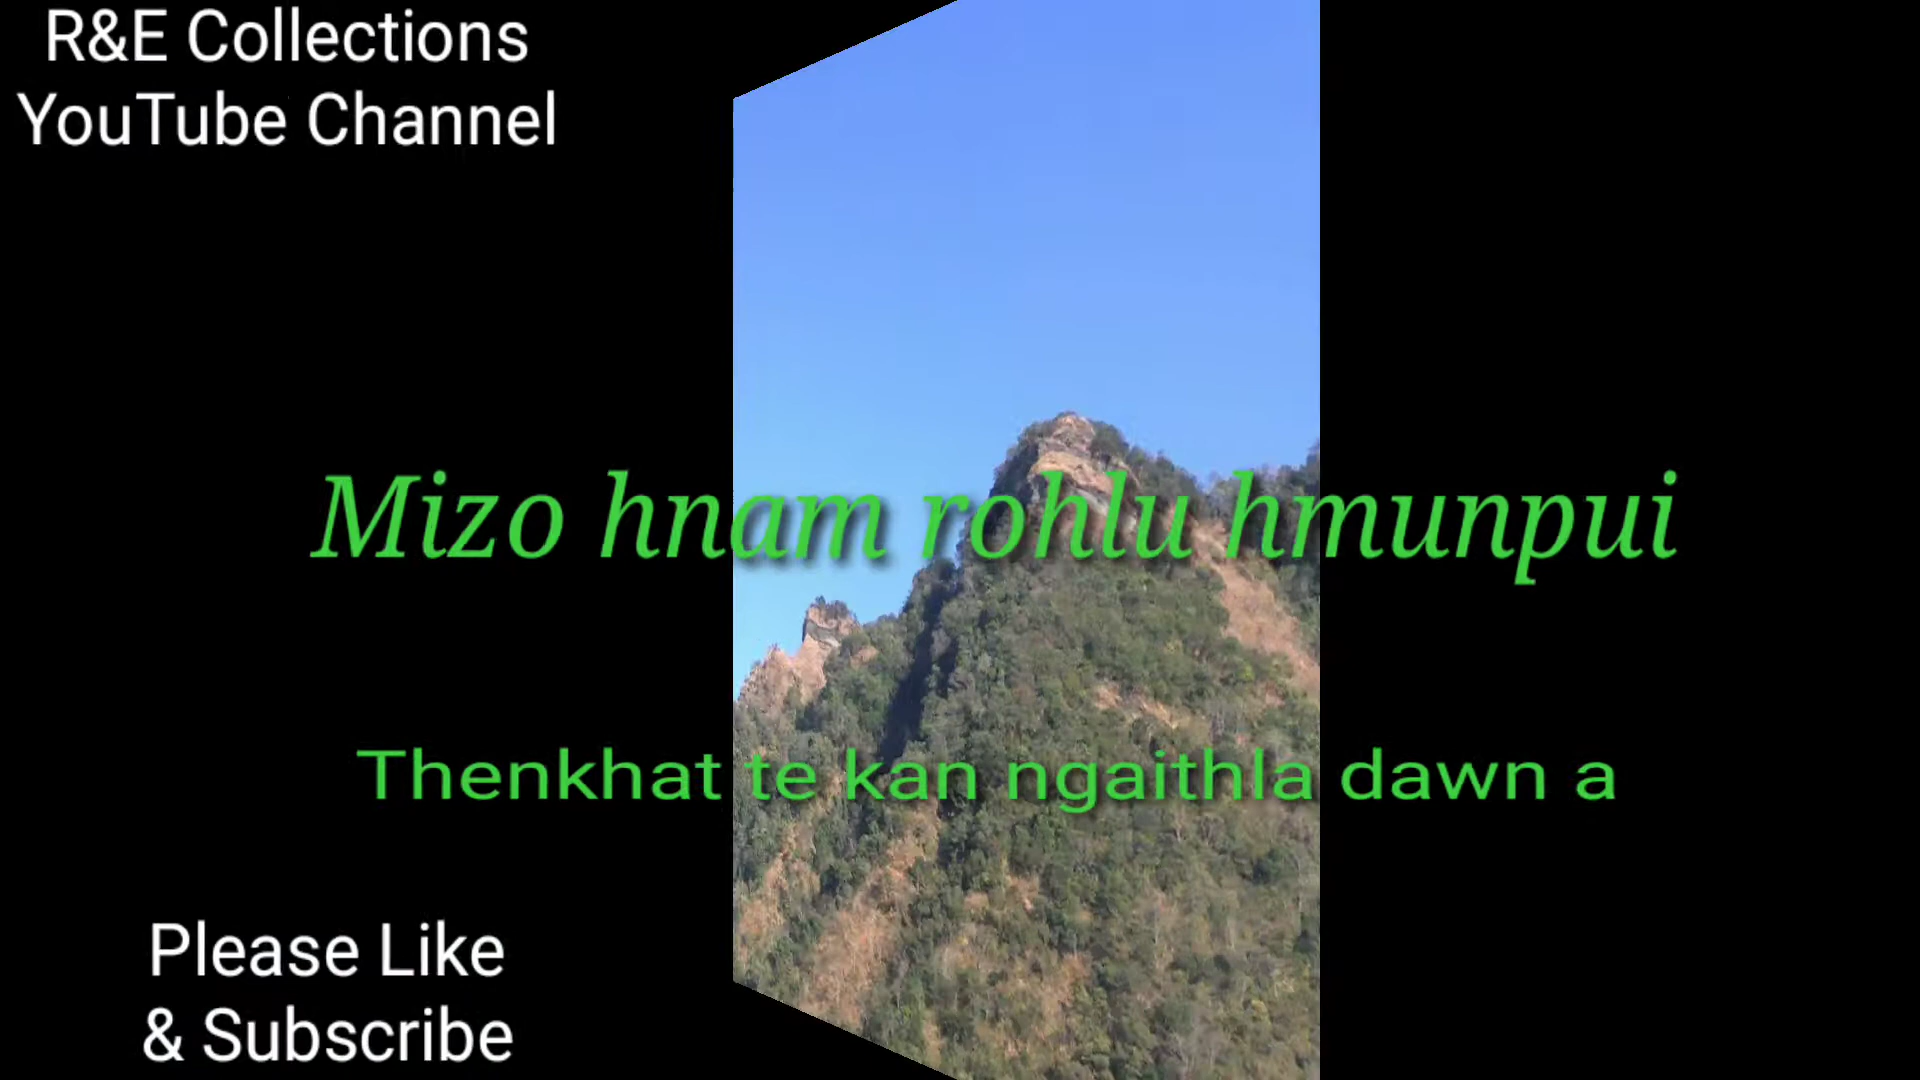 R&E Collections
YouTube Channel
Mizo hnam rohlu hmunpui
Thenkhat te kan ngaithla dawn a
Please Like
& Subscribe